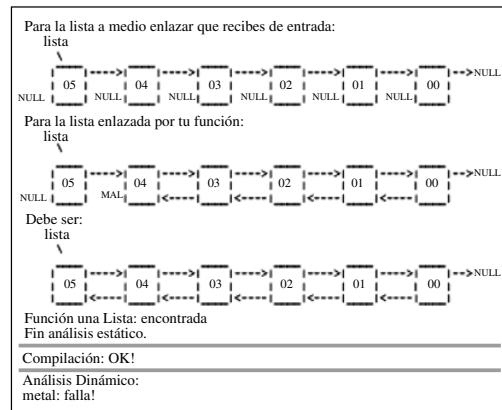 Para la lista a medio enlazar que recibes de entrada:
lista
05 04 03 02 01 00 NULL
NULL NULL NULL NULL NULL NULL
Para la lista enlazada por tu función:
lista
05 04 03 02 01 00 NULL
NULL MAL
Debe ser:
lista
05 04 03 02 01 00 NULL
Función una Lista: encontrada
Fin análisis estático.
Compilación: OK!
Análisis Dinámico:
metal: falla!